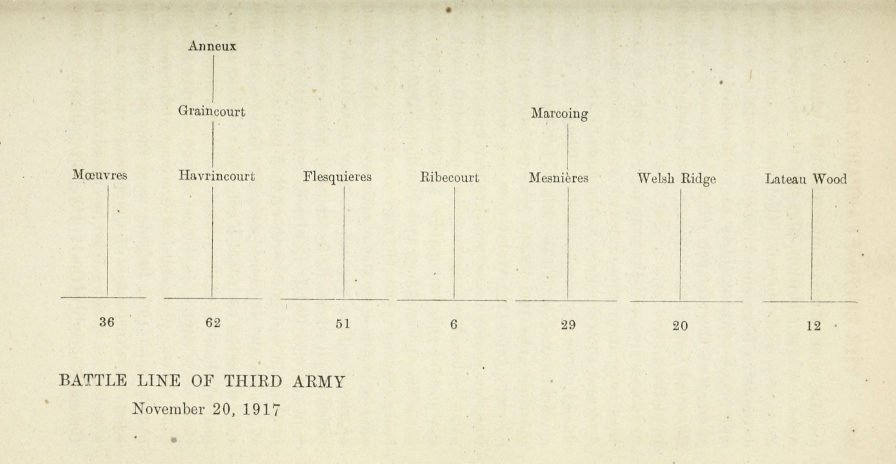 Anneux
Graincourt
Marcoing
Mœuvres Havrincourt Flesquieres Ribecourt Mesnières Welsh Ridge Lateau Wood
36 62 51 6 29 20 12
BATTLE LINE OF THIRD ARMY
November 20, 1917